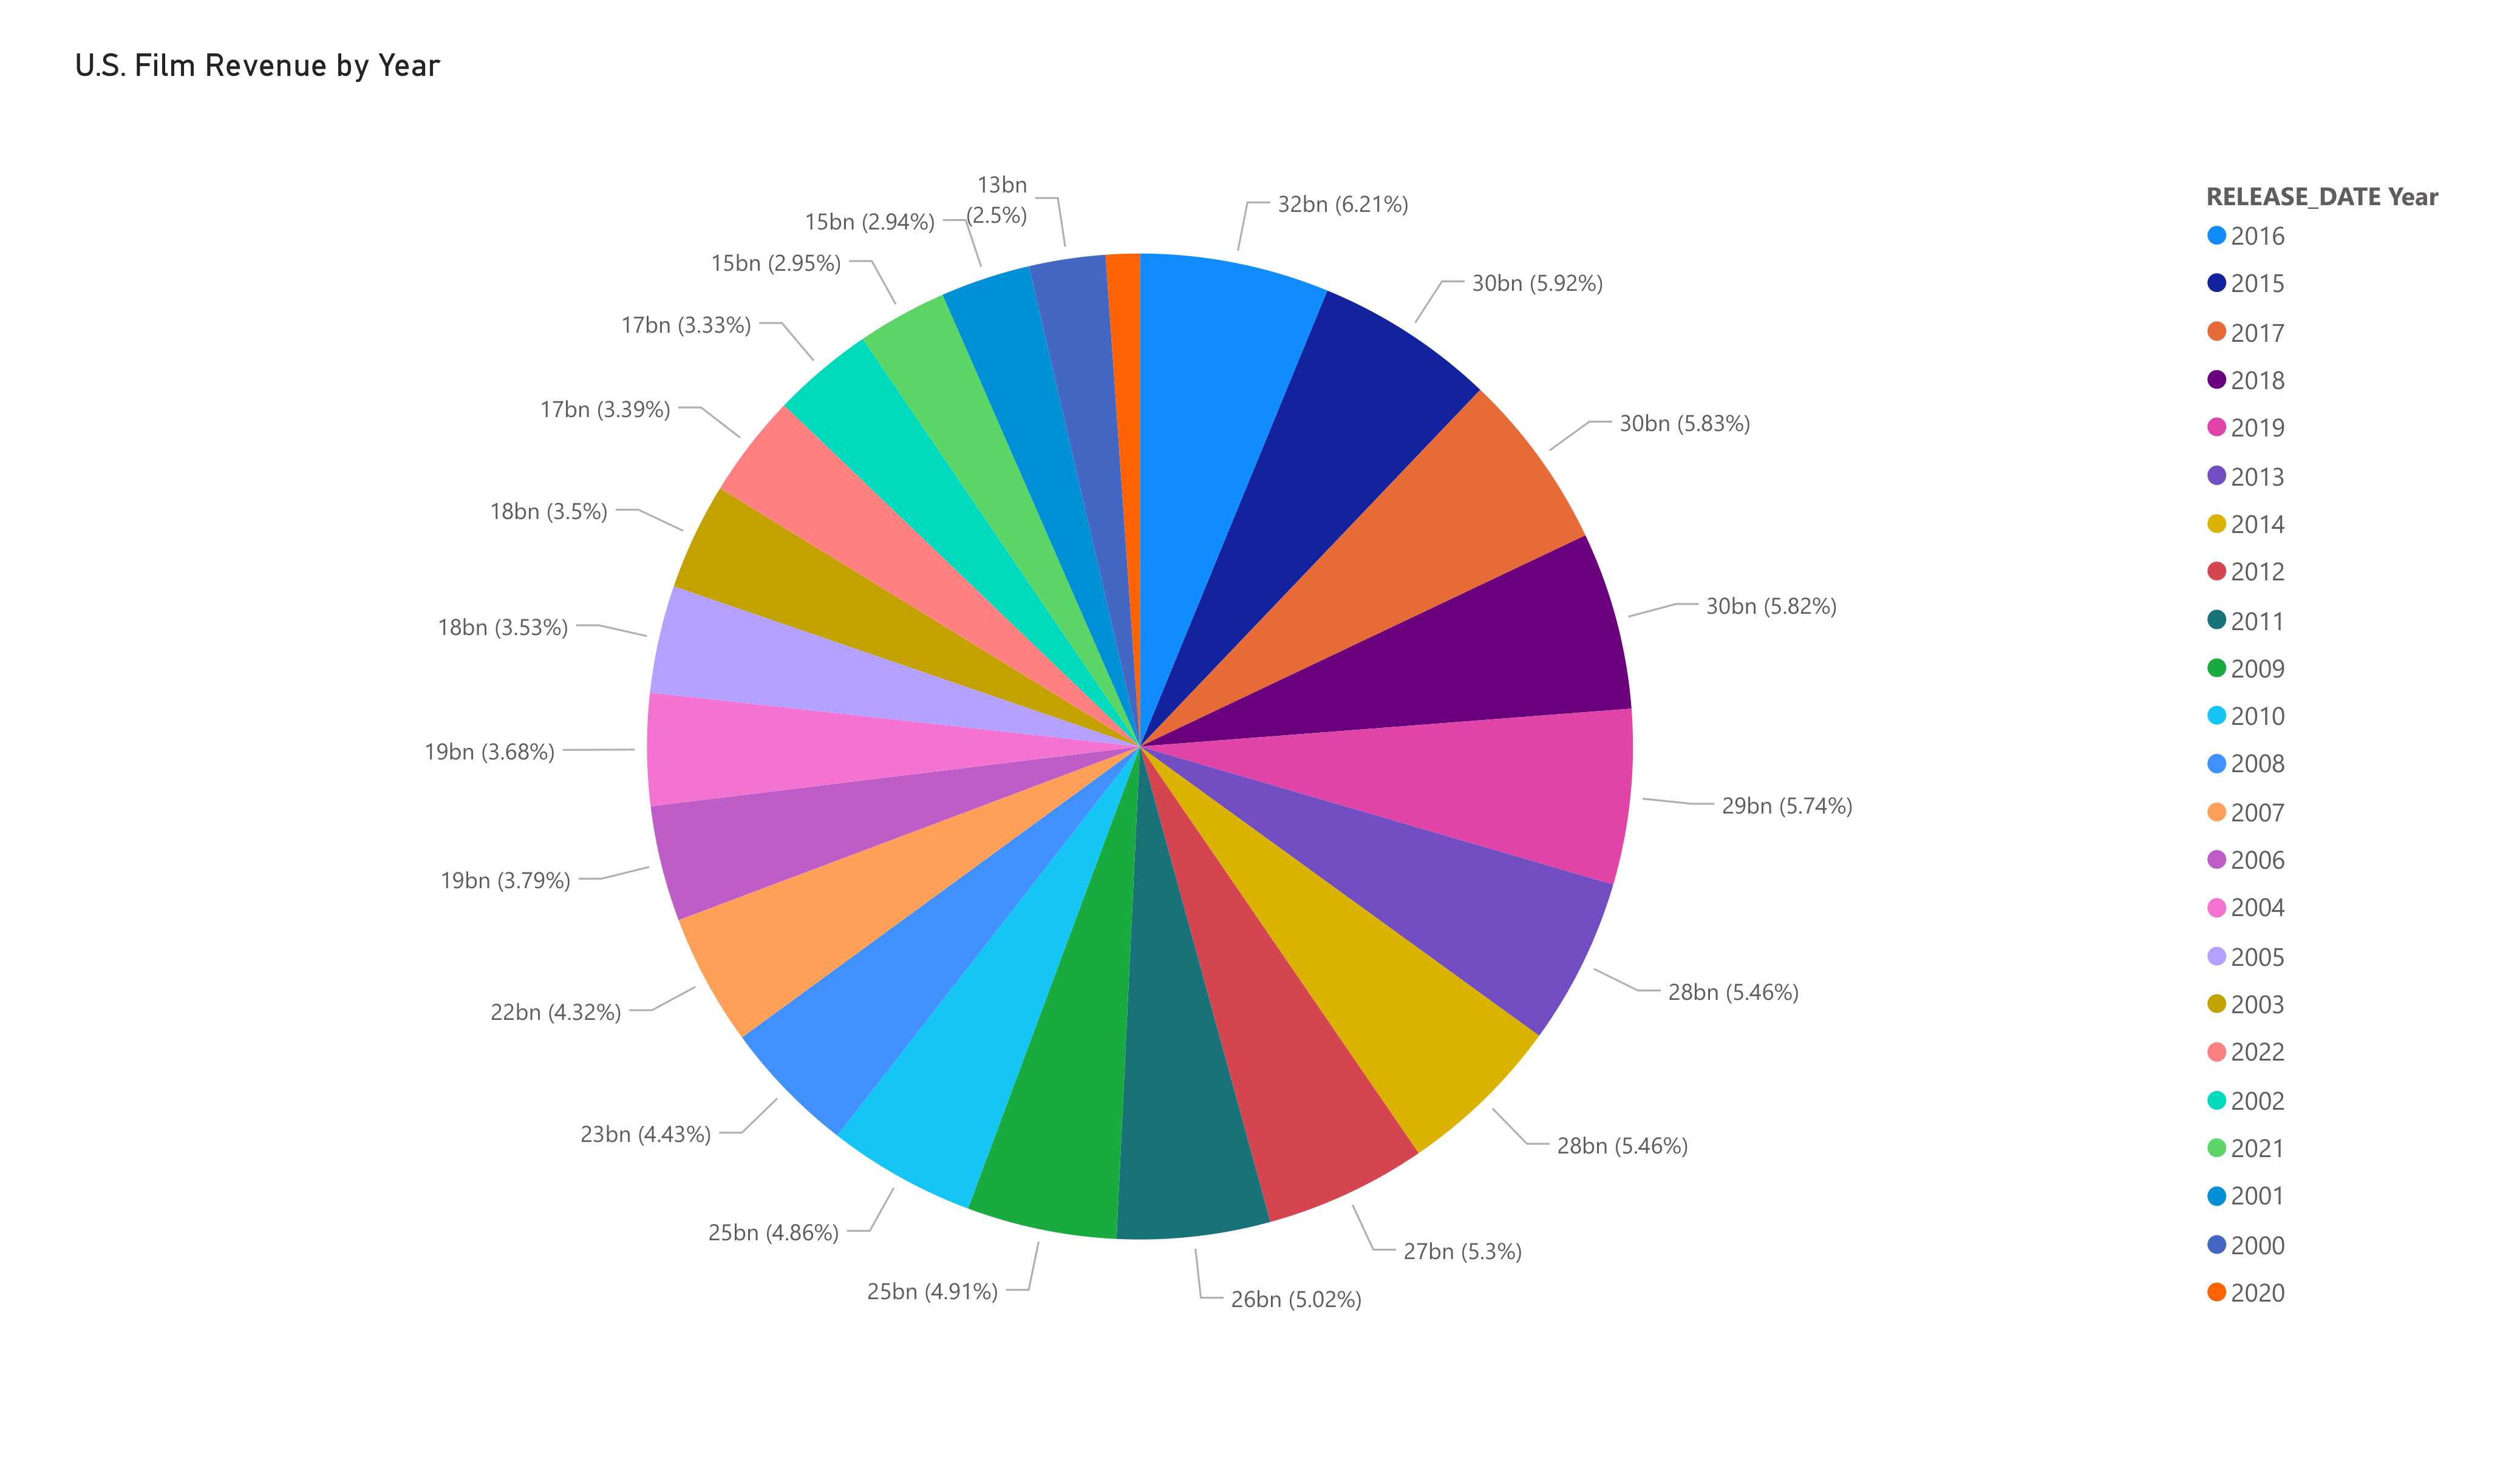 U.S. Film Revenue by Year
13bn
(2.5%)
32bn (6.21%)
15bn (2.94%)
15bn (2.95%)
30bn (5.92%)
17bn (3.33%)
17bn (3.39%)
30bn (5.83%)
18bn (3.5%)
30bn (5.82%)
18bn (3.53%)
19bn (3.68%)
29bn (5.74%)
19bn (3.79%)
28bn (5.46%)
22bn (4.32%)
23bn (4.43%)
28bn (5.46%)
25bn (4.86%)
27bn (5.3%)
25bn (4.91%)
26bn (5.02%)
RELEASE_DATE Year
2016
2015
2017
2018
2019
2013
2014
2012
2011
2009
2010
2008
2007
2006
2004
2005
2003
2022
2002
2021
2001
2000
2020